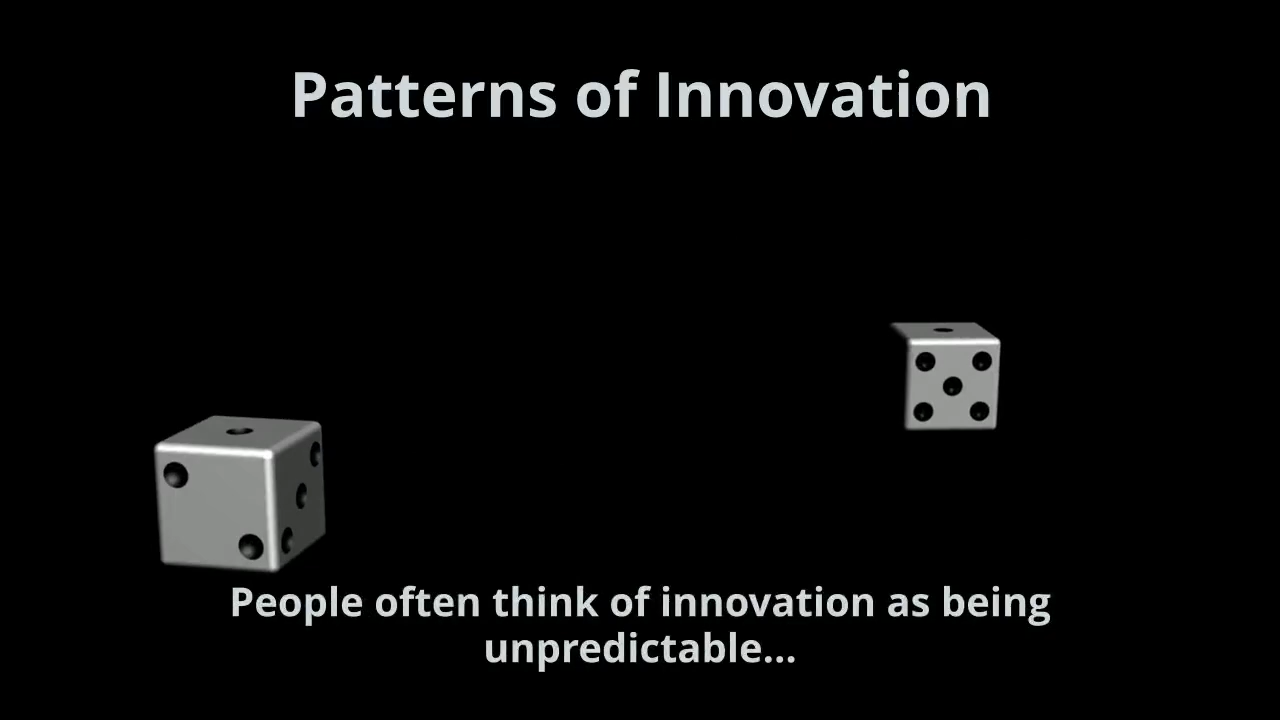 Patterns of Innovation
People often think of innovation as being
unpredictable...